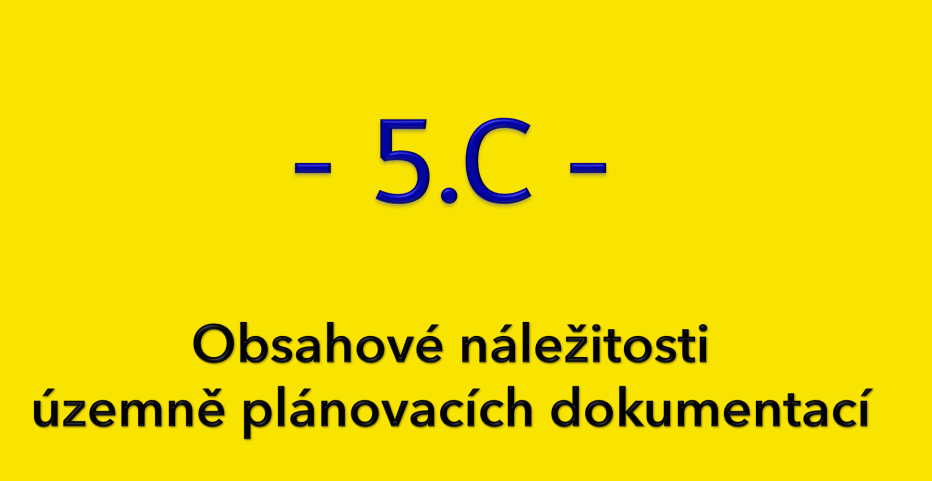 - 5.C -
Obsahové náležitosti
územně plánovacích dokumentací